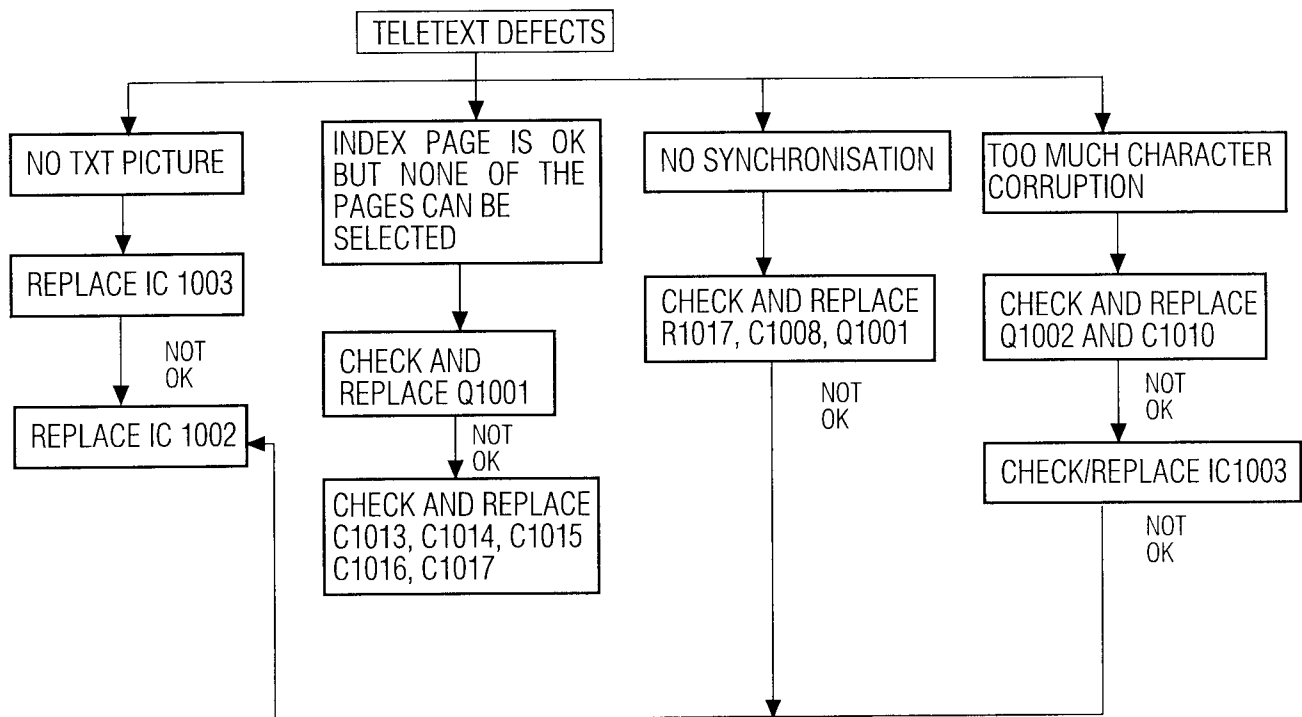 TELETEXT DEFECTS
NO TXT PICTURE
REPLACE IC 1003
NOT
OK
REPLACE IC 1002
INDEX PAGE IS OK
BUT NONE OF THE
PAGES CAN BE
SELECTED
CHECK AND
REPLACE Q1001
NOT
OK
CHECK AND REPLACE
C1013, C1014, C1015
C1016, C1017
NO SYNCHRONISATION
CHECK AND REPLACE
R1017, C1008, Q1001
NOT
OK
TOO MUCH CHARACTER
CORRUPTION
CHECK AND REPLACE
Q1002 AND C1010
NOT
OK
CHECK/REPLACE IC1003
NOT
OK